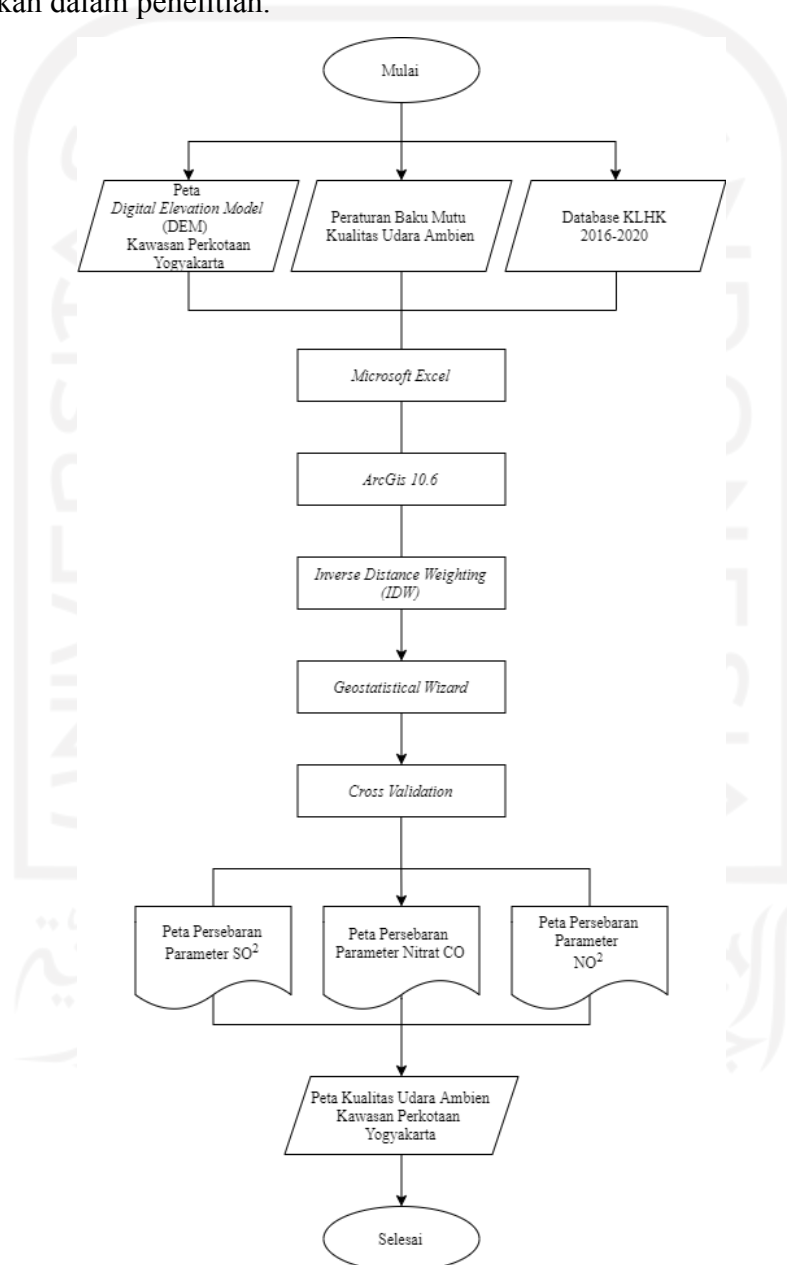 kan dalam penelitian.
Mulai
Peta
Digital Elevation Model
(DEM)
Kawasan Perkotaan
Yogyakarta
Peraturan Baku Mutu
Kualitas Udara Ambien
Database KLHK
2016-2020
Microsoft Excel
ArcGis 10.6
Inverse Distance Weighting
(IDW)
Geostatistical Wizard
Cross Validation
Peta Persebaran
Parameter SO²
Peta Persebaran
Parameter Nitrat CO
Peta Persebaran
Parameter
NO²
Peta Kualitas Udara Ambien
Kawasan Perkotaan
Yogyakarta
Selesai